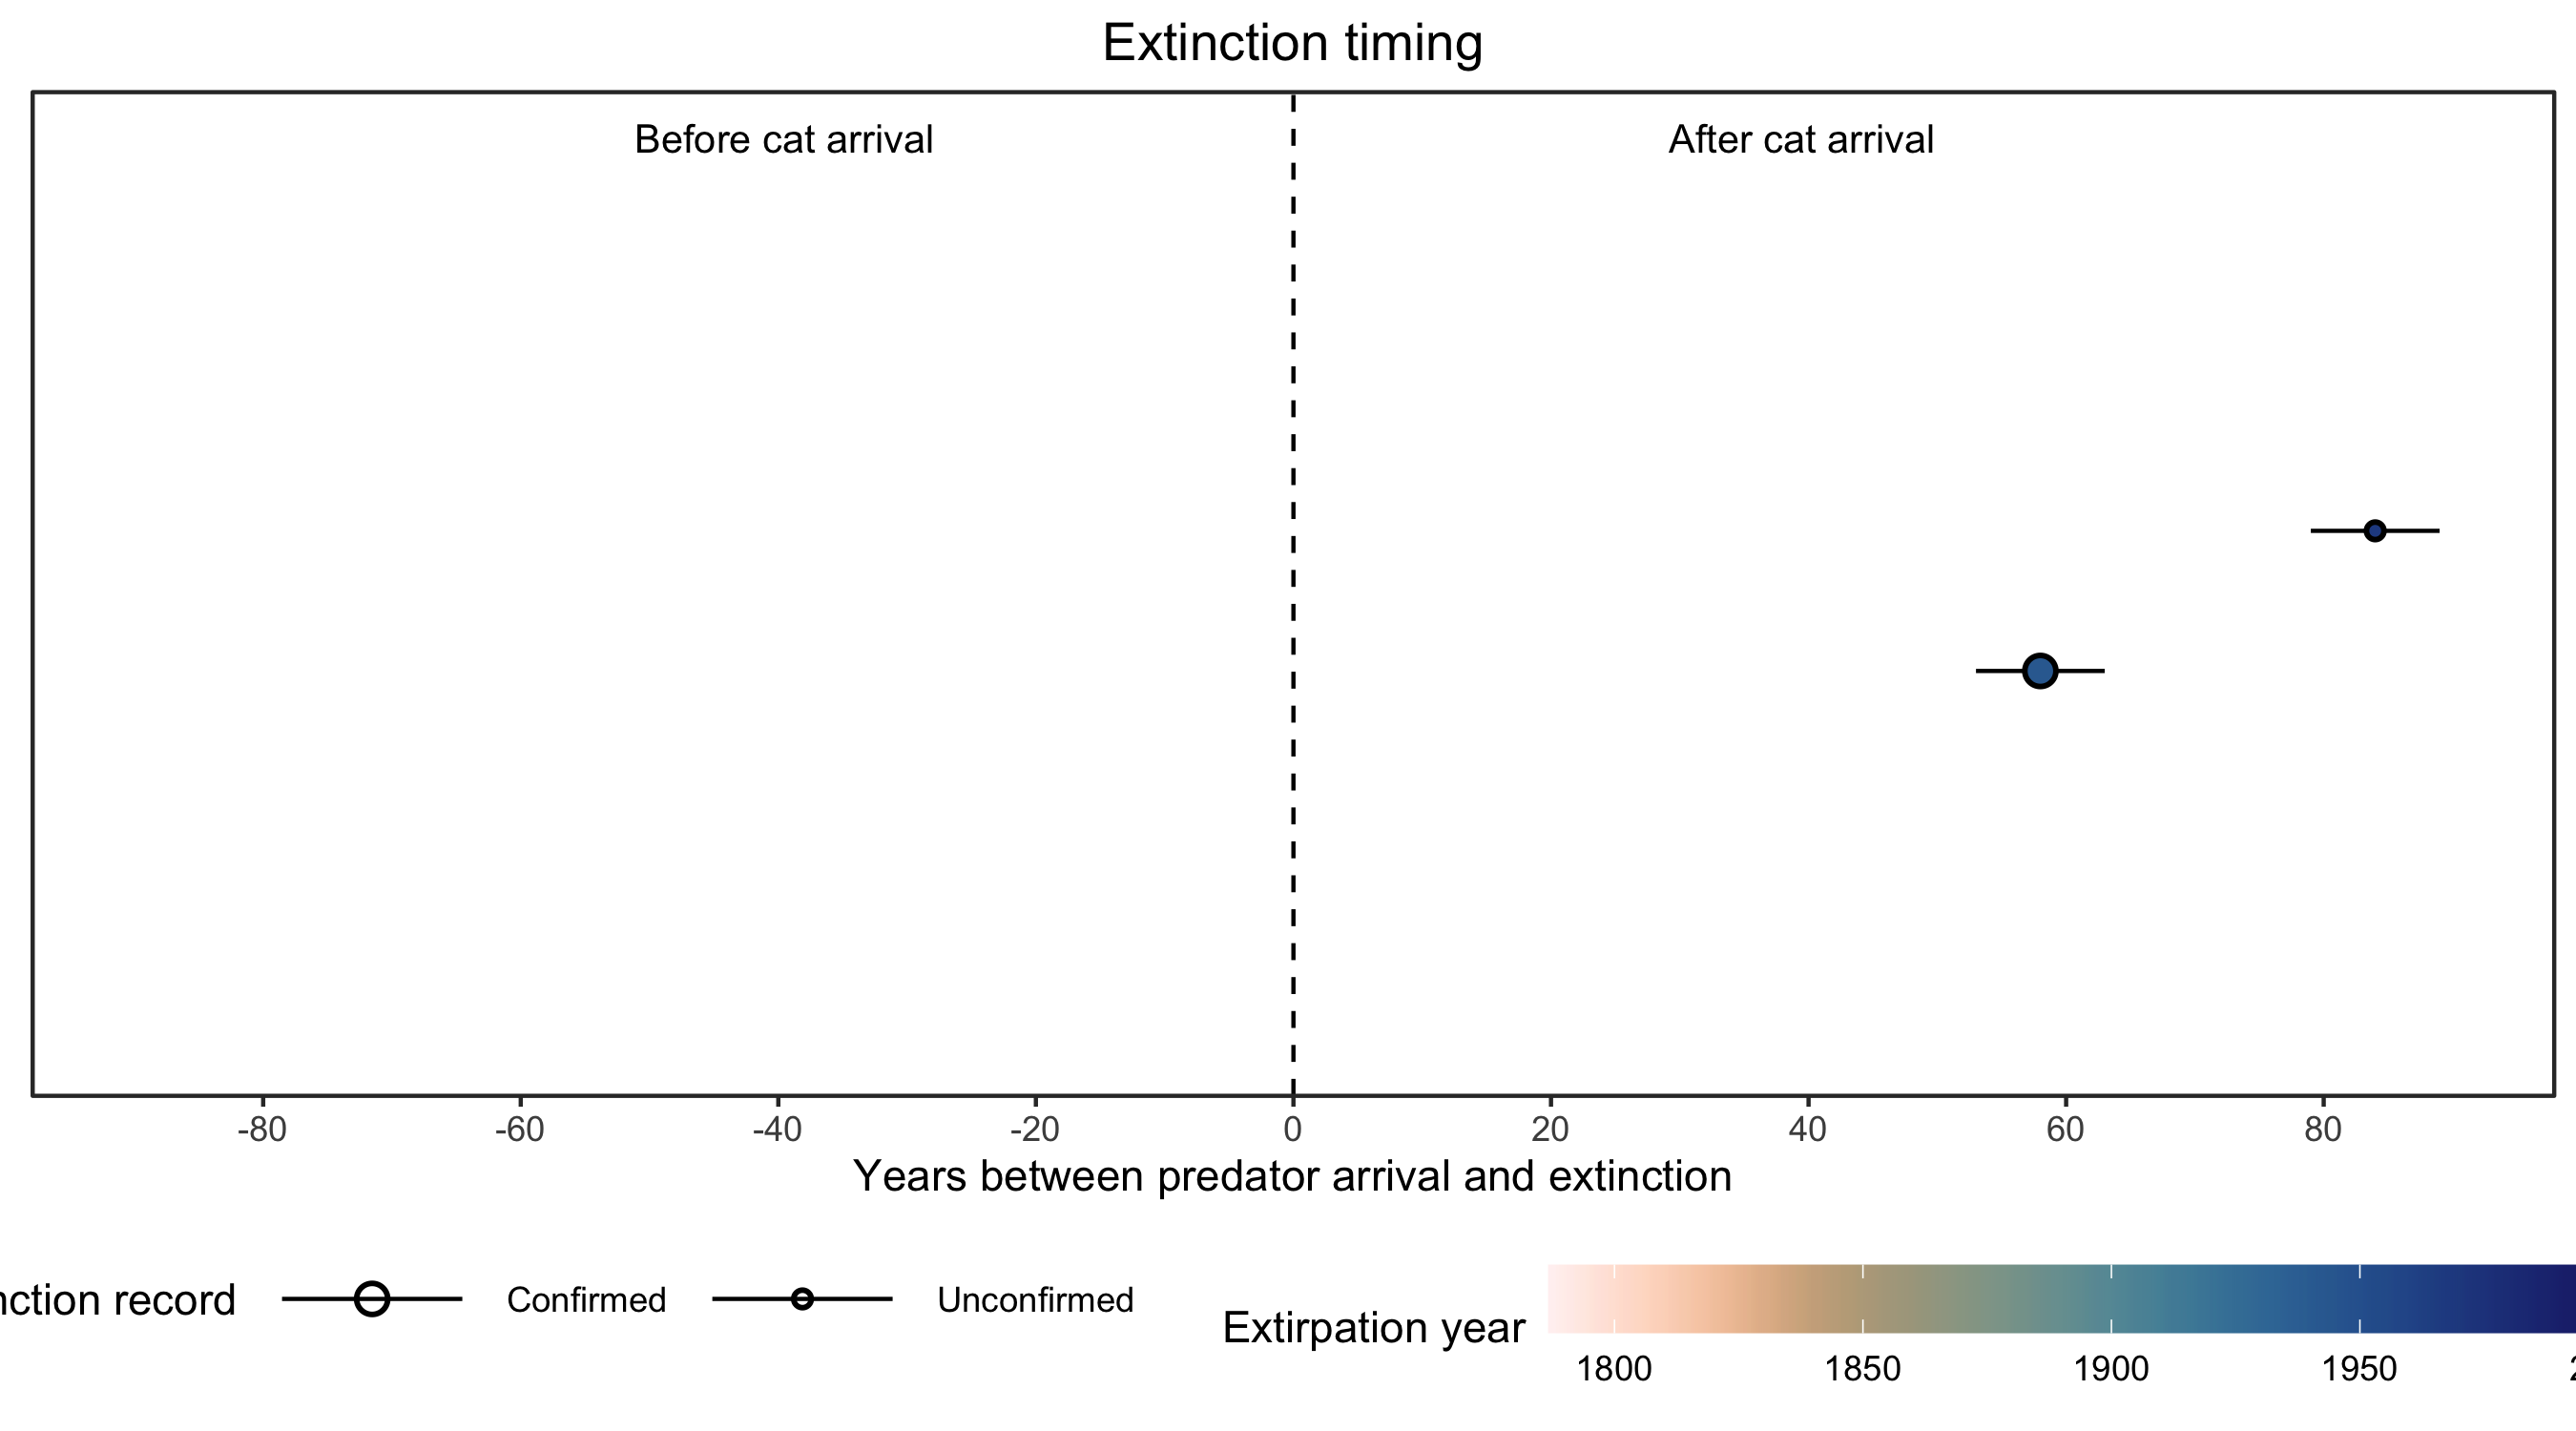 Extinction timing
Before cat arrival
After cat arrival
-80 -60 -40 -20 0 20 40 60 80
Years between predator arrival and extinction
nction record
Confirmed
Unconfirmed
Extirpation year
1800 1850 1900 1950